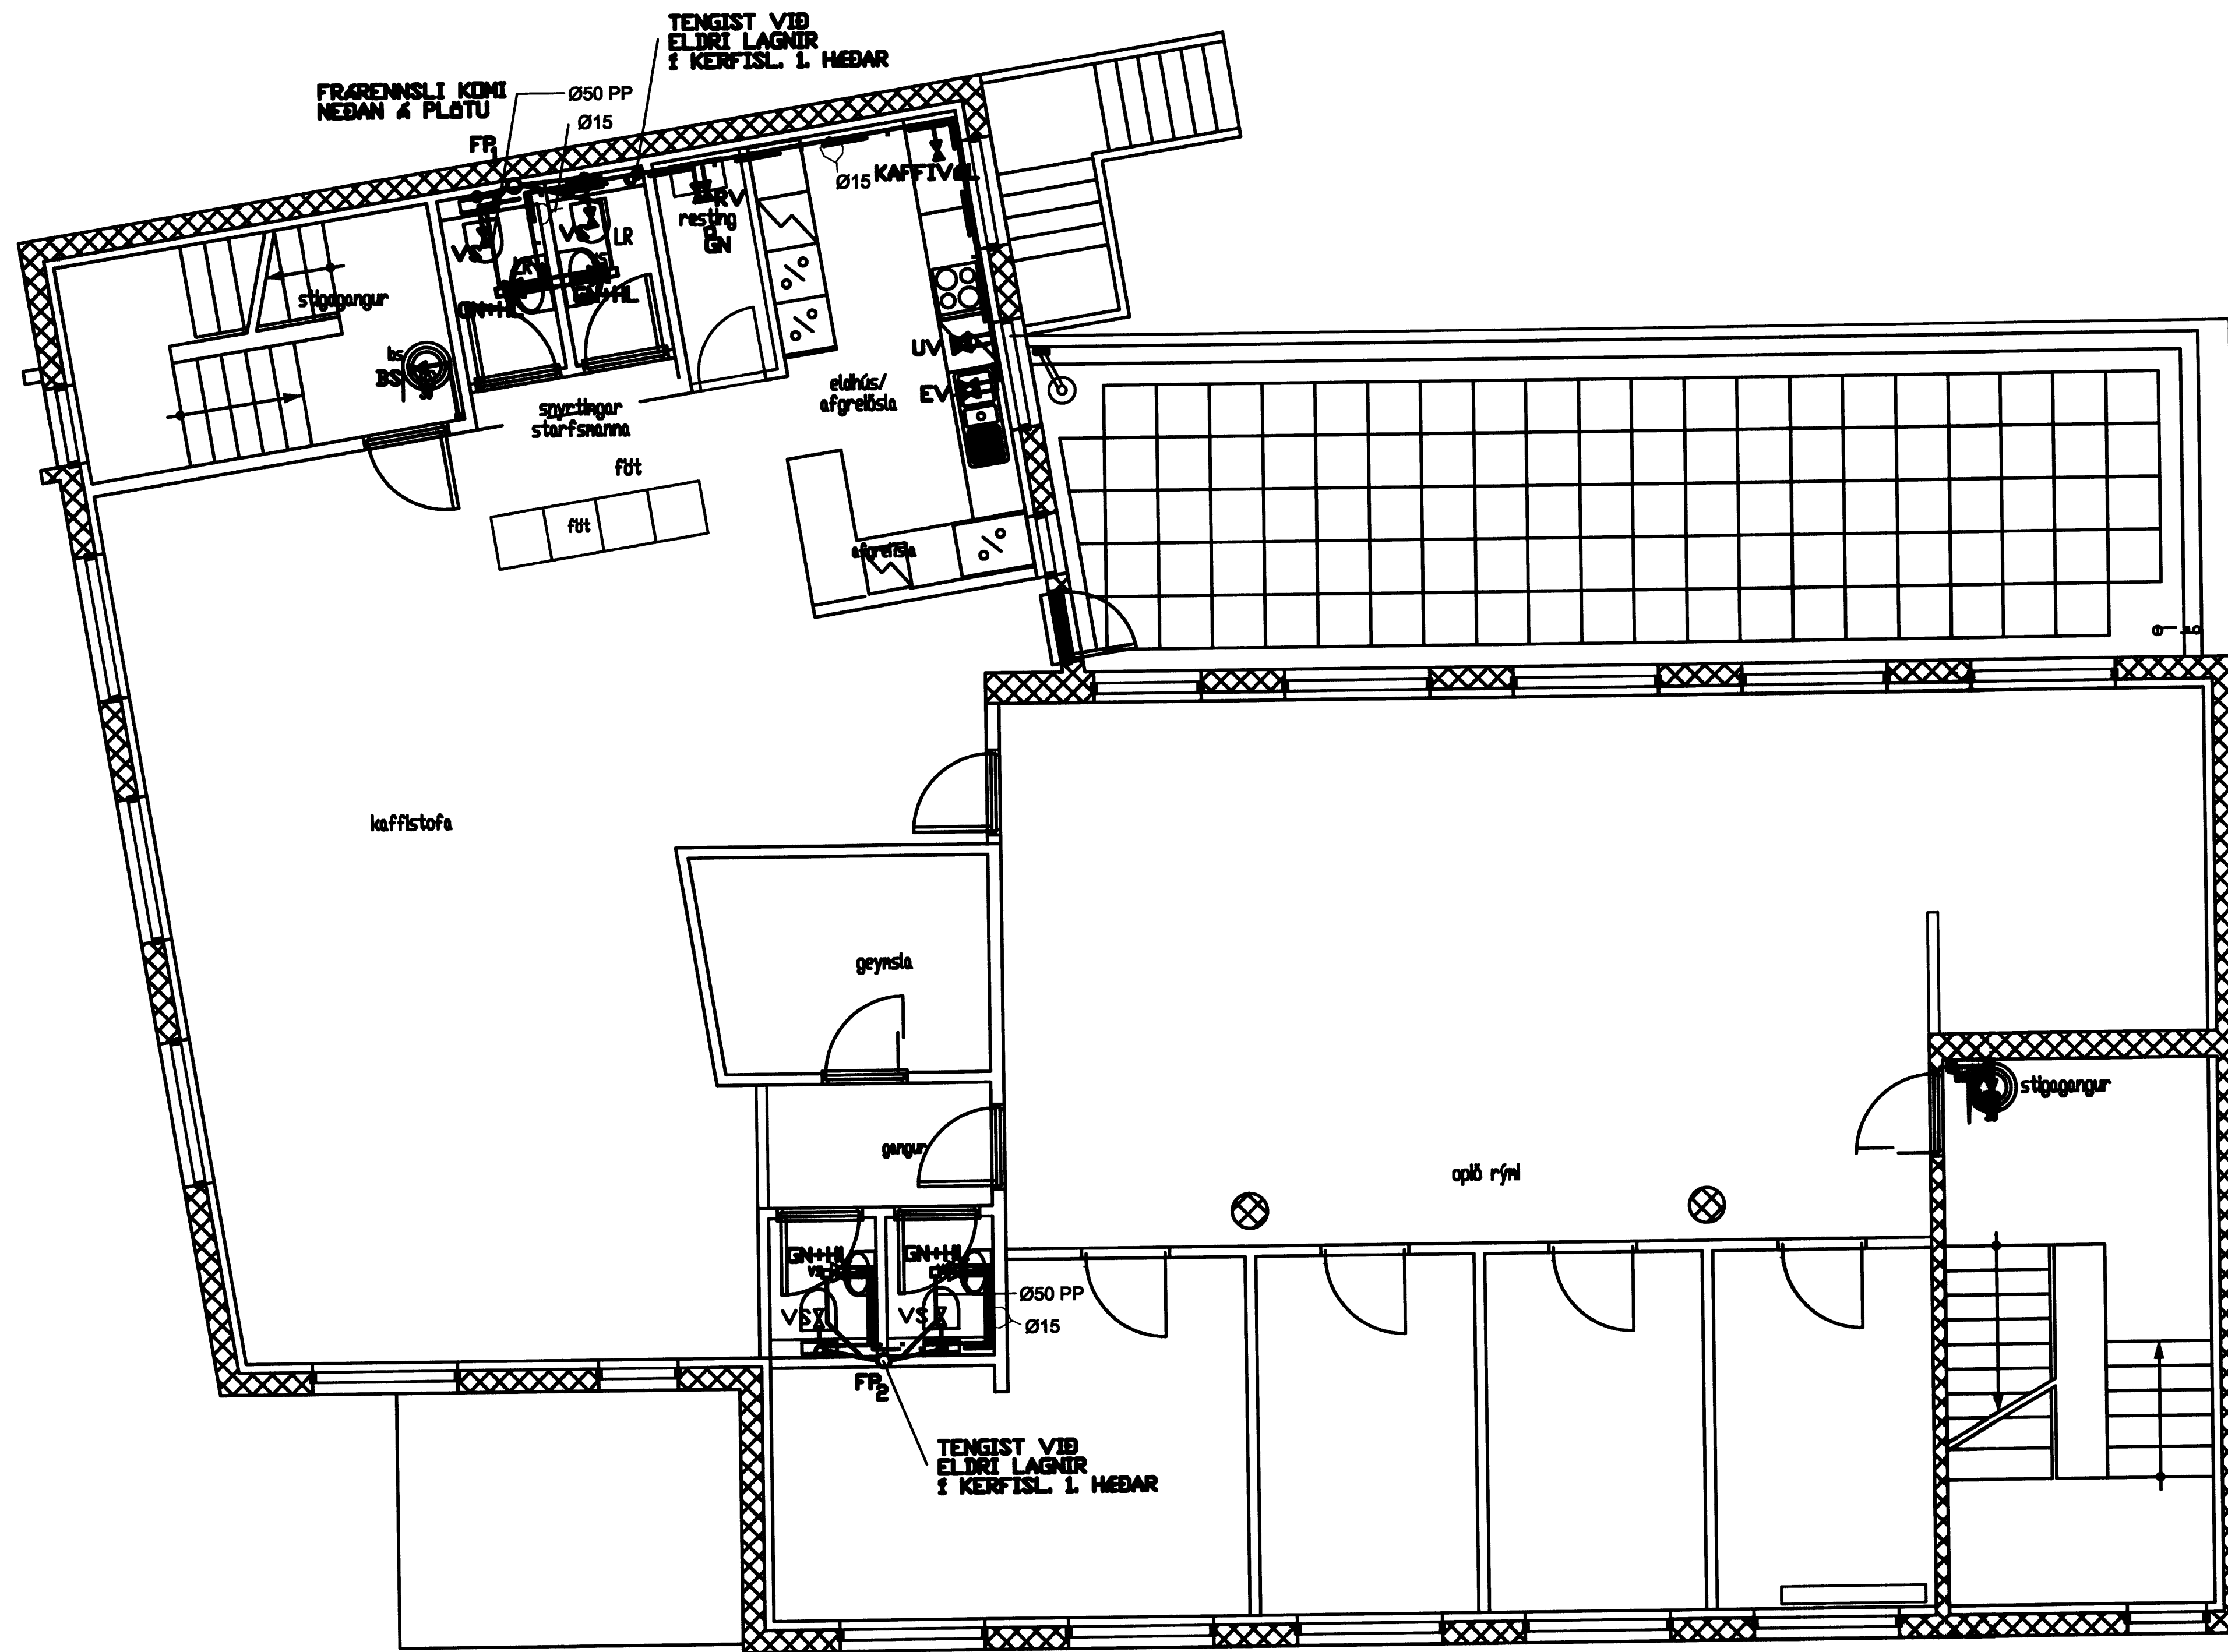 TENGIST VIÐ
ELDRI LAGNIR
Í KERFISL. 1. HÆÐAR
FRÁRENNSLI KOMI
NEÐAN Á PLÖTU
Ø50 PP
Ø15
FP1
Ø15
KAFFIVÉL
RV
resting
GN
VS
VS
LR
LR
GN+HL
GN+HL
stigagangur
bs
BS
UV
EV
eldhús/
afgreiðsla
snyrtingar
starfsmanna
föt
föt
afgreiðsla
kaffistofa
geymsla
stigagangur
gangur
opið rými
GN+HL
GN+HL
vs
VS
VS
Ø50 PP
Ø15
FP2
TENGIST VIÐ
ELDRI LAGNIR
Í KERFISL. 1. HÆÐAR